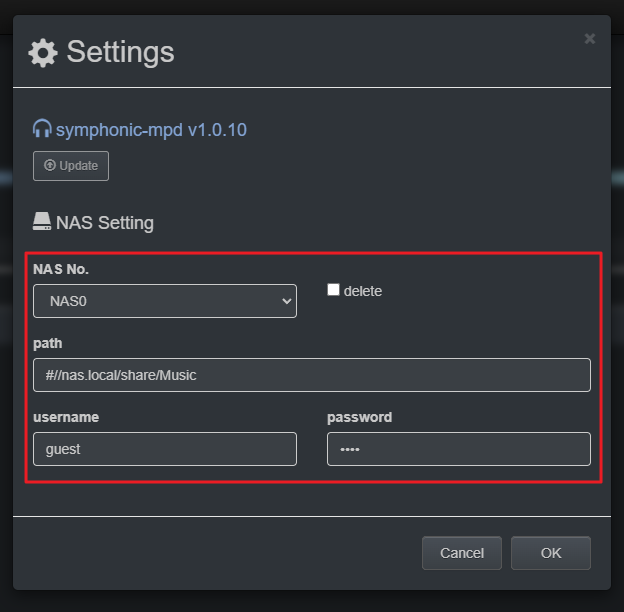 Settings
×
symphonic-mpd v1.0.10
Update
NAS Setting
NAS No.
NAS0
delete
path
#//nas.local/share/Music
username
password
guest
••••
Cancel
OK